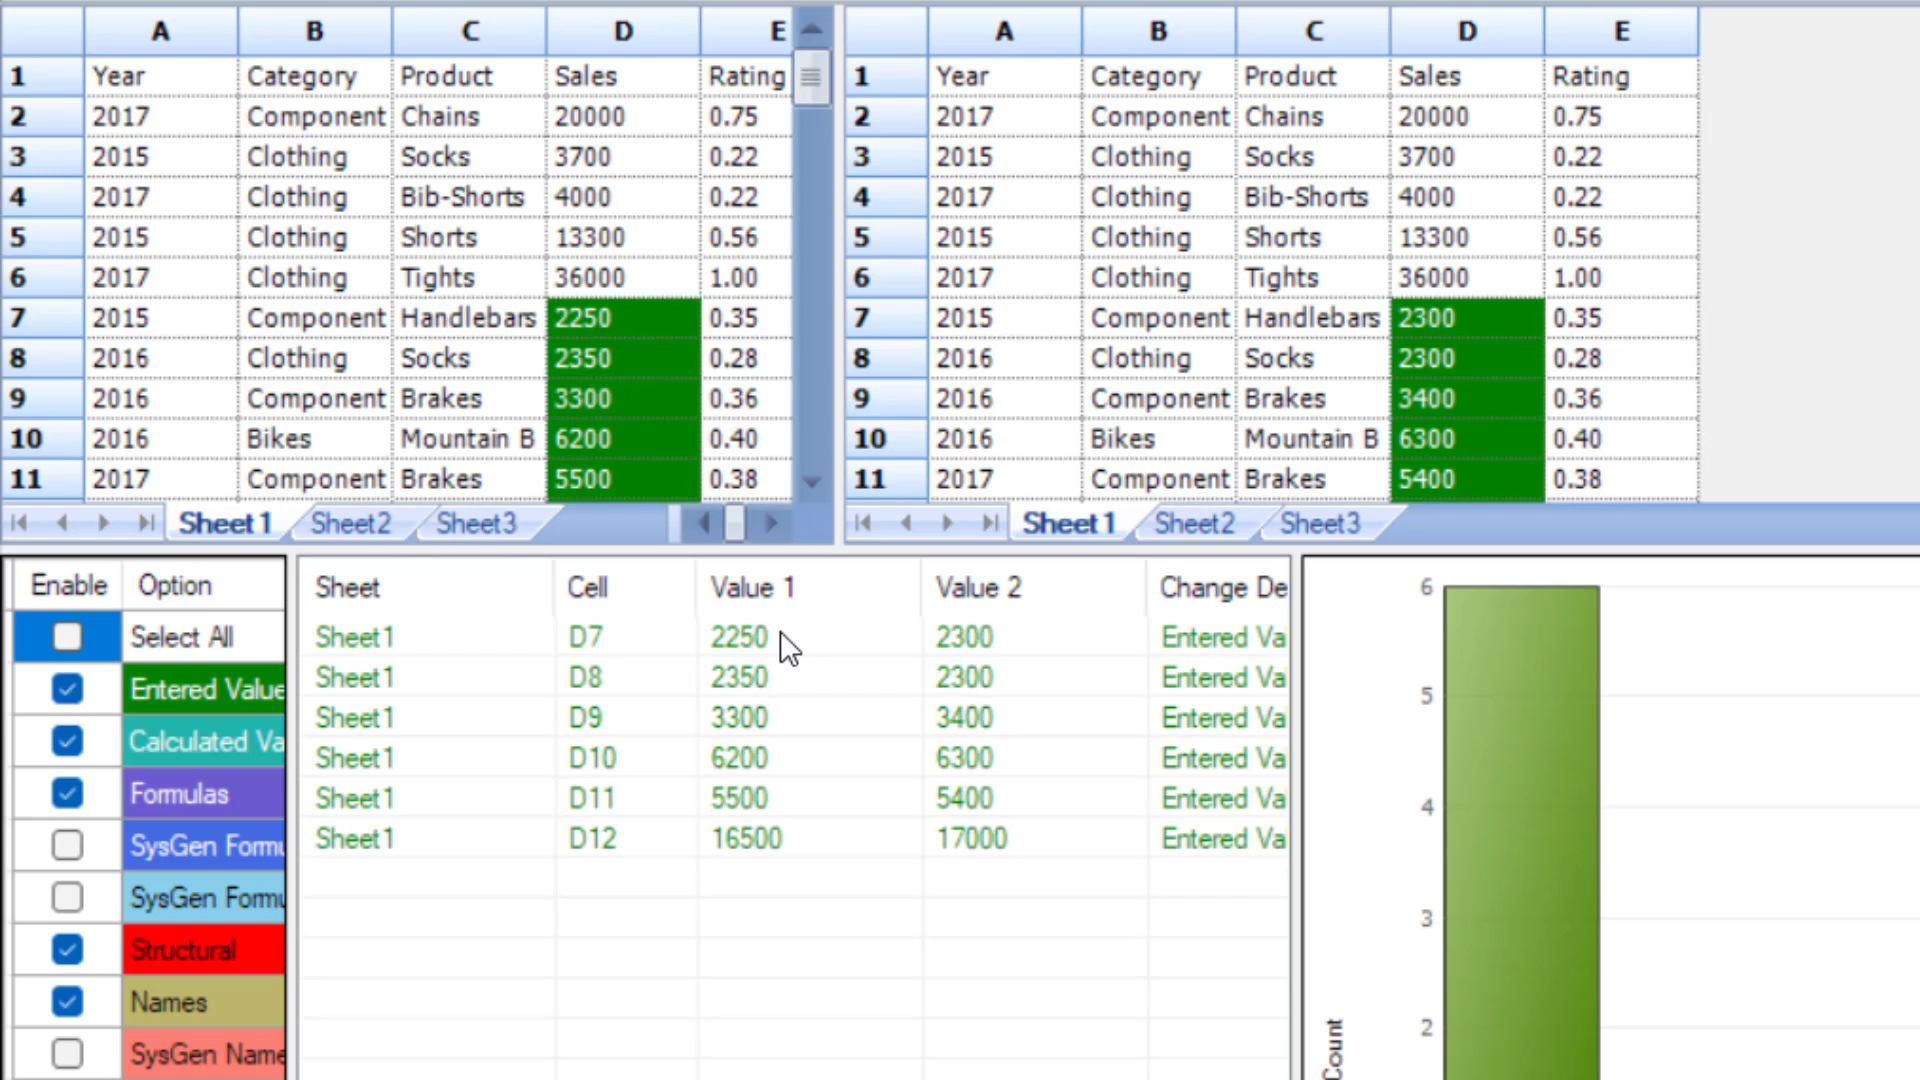 A B C D E
1 Year Category Product Sales Rating
2 2017 Component Chains 20000 0.75
3 2015 Clothing Socks 3700 0.22
4 2017 Clothing Bib-Shorts 4000 0.22
5 2015 Clothing Shorts 13300 0.56
6 2017 Clothing Tights 36000 1.00
7 2015 Component Handlebars 2250 0.35
8 2016 Clothing Socks 2350 0.28
9 2016 Component Brakes 3300 0.36
10 2016 Bikes Mountain B 6200 0.40
11 2017 Component Brakes 5500 0.38
Sheet1 Sheet2 Sheet3
A B C D E
1 Year Category Product Sales Rating
2 2017 Component Chains 20000 0.75
3 2015 Clothing Socks 3700 0.22
4 2017 Clothing Bib-Shorts 4000 0.22
5 2015 Clothing Shorts 13300 0.56
6 2017 Clothing Tights 36000 1.00
7 2015 Component Handlebars 2300 0.35
8 2016 Clothing Socks 2300 0.28
9 2016 Component Brakes 3400 0.36
10 2016 Bikes Mountain B 6300 0.40
11 2017 Component Brakes 5400 0.38
Sheet1 Sheet2 Sheet3
Enable Option
Select All
Entered Value
Calculated Va
Formulas
SysGen Formu
SysGen Formu
Structural
Names
SysGen Name
Sheet Cell Value 1 Value 2 Change De
Sheet1 D7 2250 2300 Entered Va
Sheet1 D8 2350 2300 Entered Va
Sheet1 D9 3300 3400 Entered Va
Sheet1 D10 6200 6300 Entered Va
Sheet1 D11 5500 5400 Entered Va
Sheet1 D12 16500 17000 Entered Va
6
5
4
3
2
Count